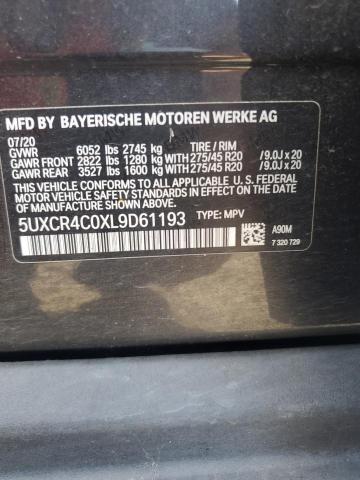 MFD BY BAYERISCHE MOTOREN WERKE AG
07/20
GVWR 6052 lbs 2745 kg TIRE / RIM
GAWR FRONT 2822 lbs 1280 kg WITH 275/45 R20 /9.0J x 20
GAWR REAR 3527 lbs 1600 kg WITH 275/45 R20 /9.0J x 20
THIS VEHICLE CONFORMS TO ALL APPLICABLE FEDERAL
MOTOR VEHICLE SAFETY STANDARDS IN EFFECT ON
THE DATE OF MANUFACTURE SHOWN ABOVE.
5UXCR4C0XL9D61193 TYPE: MPV
A90M
7 320 729